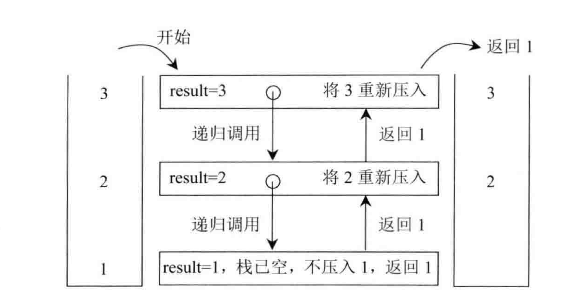 开始
返回 1
3
result=3
将 3 重新压入
3
递归调用
返回 1
2
result=2
将 2 重新压入
2
递归调用
返回 1
1
result=1，栈已空，不压入 1，返回 1